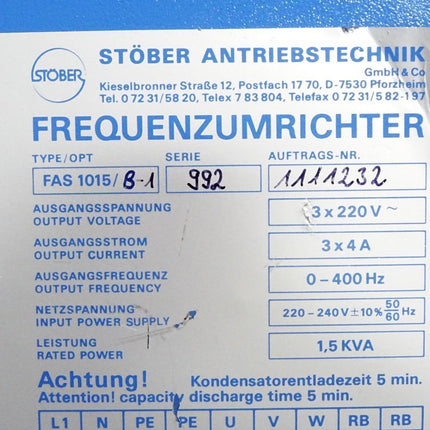 STÖBER
STÖBER ANTRIEBSTECHNIK
GmbH & Co
Kieselbronner Straße 12, Postfach 17 70, D-7530 Pforzheim
Tel. 0 72 31/58 20, Telex 7 83 804, Telefax 0 72 31/5 82-197
FREQUENZUMRICHTER
TYPE/OPT SERIE AUFTRAGS-NR.
FAS 1015/ B-1 992 1111232
AUSGANGSSPANNUNG
OUTPUT VOLTAGE
3 x 220 V ~
AUSGANGSSTROM
OUTPUT CURRENT
3 x 4 A
AUSGANGSFREQUENZ
OUTPUT FREQUENCY
0 – 400 Hz
NETZSPANNUNG
INPUT POWER SUPPLY
220 – 240 V ± 10% 50/60 Hz
LEISTUNG
RATED POWER
1,5 KVA
Achtung! Kondensatorentladezeit 5 min.
Attention! capacity discharge time 5 min.
L1 N PE PE U V W RB RB